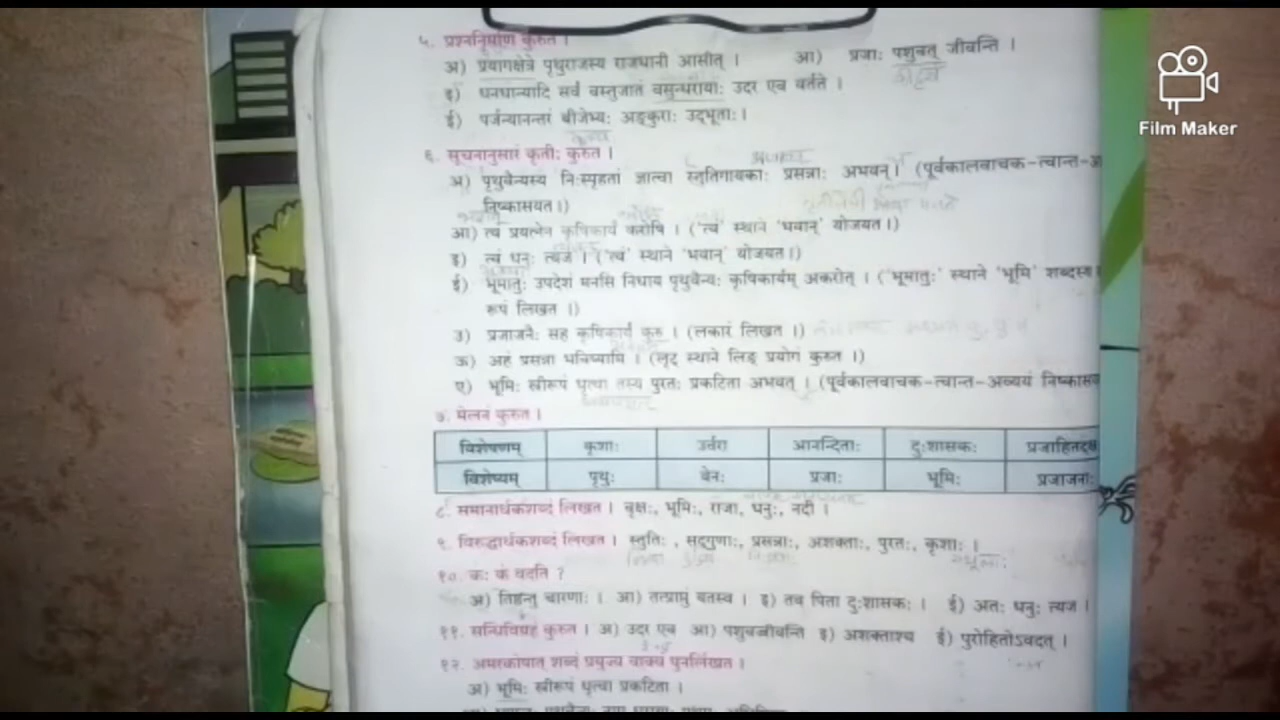 ५. प्रश्ननिर्माणं कुरुत ।
अ) प्रयागक्षेत्रे पृथुराजस्य राजधानी आसीत् । आ) प्रजाः पशुवत् जीवन्ति ।
इ) धनधान्यादि सर्वं वस्तुजातं वसुन्धरायाः उदर एव वर्तते ।
ई) पर्जन्यानन्तरं बीजेभ्यः अङ्कुराः उद्भूताः ।
६. सूचनानुसारं कृतीः कुरुत ।
अ) पृथुवैन्यस्य निःस्पृहतां ज्ञात्वा स्तुतिगायकाः प्रसन्नाः अभवन् । (पूर्वकालवाचक-त्वान्त-अ
निष्कासयत ।)
आ) त्वं प्रयत्नेन कृषिकार्यं करोषि । ('त्वं' स्थाने 'भवान्' योजयत ।)
इ) त्वं धनुः त्यज । ('त्वं' स्थाने 'भवान्' योजयत ।)
ई) भूमातुः उपदेशं मनसि निधाय पृथुवैन्यः कृषिकार्यम् अकरोत् । ('भूमातुः' स्थाने 'भूमि' शब्दस्य
रूपं लिखत ।)
उ) प्रजाजनैः सह कृषिकार्यं कुरु । (लकारं लिखत ।)
ऊ) अहं प्रसन्ना भविष्यामि । (लृट् स्थाने लिङ् प्रयोगं कुरुत ।)
ए) भूमिः स्त्रीरूपं धृत्वा तस्य पुरतः प्रकटिता अभवत् । (पूर्वकालवाचक-त्वान्त-अव्ययं निष्कासय
७. मेलनं कुरुत ।
विशेषणम् कृशाः उर्वरा आनन्दिताः दुःशासकः प्रजाहितदक्ष
विशेष्यम् पृथुः वेनः प्रजाः भूमिः प्रजाजनाः
८. समानार्थकशब्दं लिखत । वृक्षः, भूमिः, राजा, धनुः, नदी ।
९. विरुद्धार्थकशब्दं लिखत । स्तुतिः, सद्गुणाः, प्रसन्नाः, अशक्ताः, पुरतः, कृशाः ।
१०. कः कं वदति ?
अ) तिष्ठन्तु चारणाः । आ) तत्प्राप्तुं यतस्व । इ) तव पिता दुःशासकः । ई) अतः धनुः त्यज ।
११. सन्धिविग्रहं कुरुत । अ) उदर एव आ) पशुवज्जीवन्ति इ) अशक्ताश्च ई) पुरोहितोऽवदत् ।
१२. अमरकोषात् शब्दं प्रयुज्य वाक्यं पुनर्लिखत ।
अ) भूमिः स्त्रीरूपं धृत्वा प्रकटिता ।
Film Maker